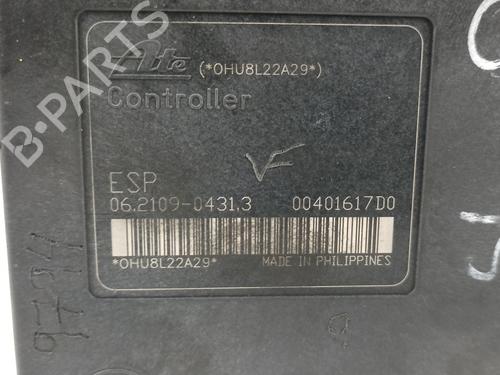 Ate (*OHU8L22A29*)
Controller
ESP
06.2109-0431.3 00401617D0
*OHU8L22A29* MADE IN PHILIPPINES
B-PARTS